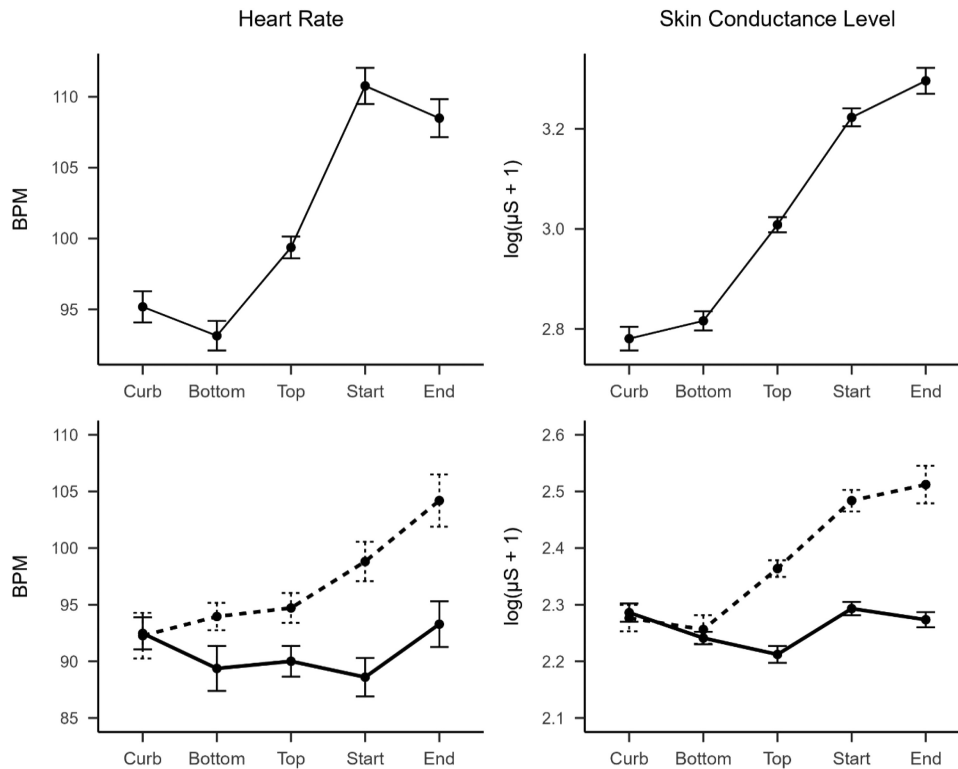 Heart Rate
BPM
110
105
100
95
Curb Bottom Top Start End
Skin Conductance Level
log(µS + 1)
3.2
3.0
2.8
Curb Bottom Top Start End
BPM
110
105
100
95
90
85
Curb Bottom Top Start End
log(µS + 1)
2.6
2.5
2.4
2.3
2.2
2.1
Curb Bottom Top Start End